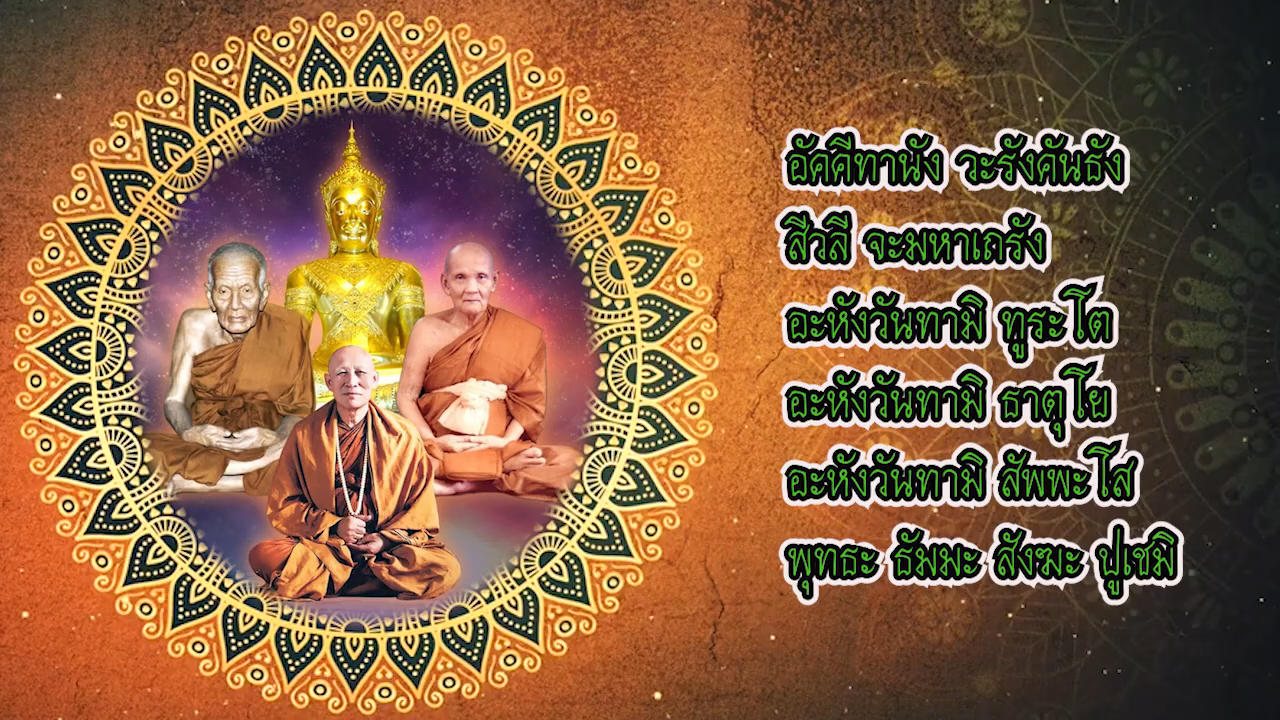 อัคคีทานัง วะรังคันธัง
สีวลี จะมหาเถรัง
อะหังวันทามิ ทูระโต
อะหังวันทามิ ธาตุโย
อะหังวันทามิ สัพพะโส
พุทธะ ธัมมะ สังฆะ ปูเชมิ